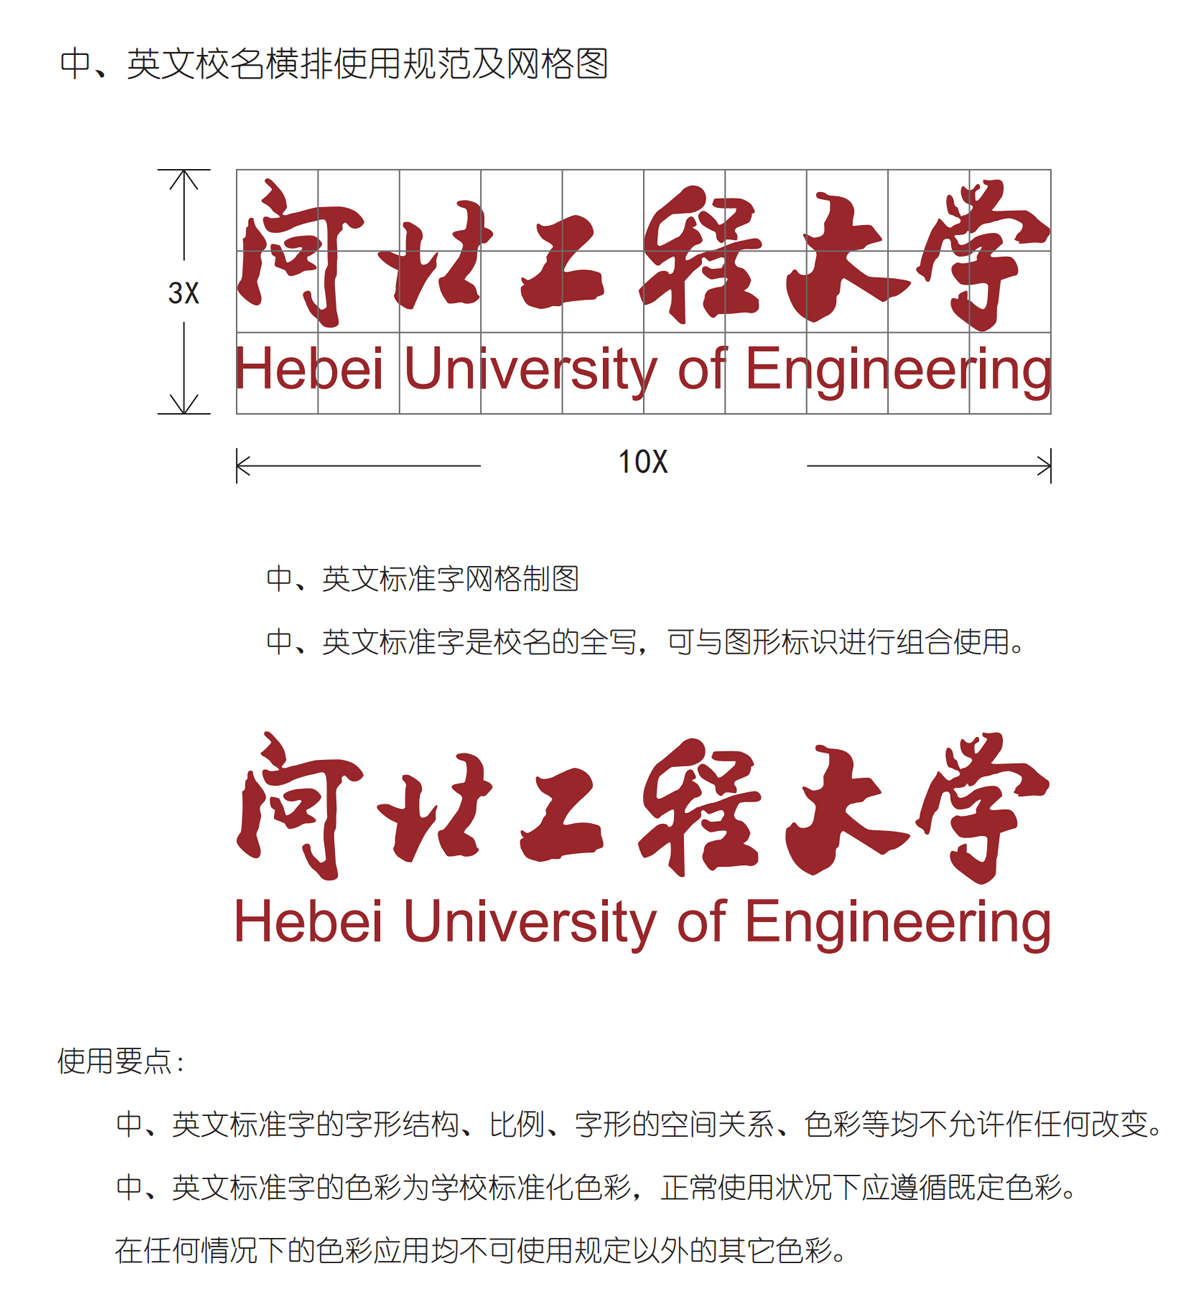 中、英文校名横排使用规范及网格图
河北工程大学
3X
Hebei University of Engineering
10X
中、英文标准字网格制图
中、英文标准字是校名的全写，可与图形标识进行组合使用。
河北工程大学
Hebei University of Engineering
使用要点：
中、英文标准字的字形结构、比例、字形的空间关系、色彩等均不允许作任何改变。
中、英文标准字的色彩为学校标准化色彩，正常使用状况下应遵循既定色彩。
在任何情况下的色彩应用均不可使用规定以外的其它色彩。